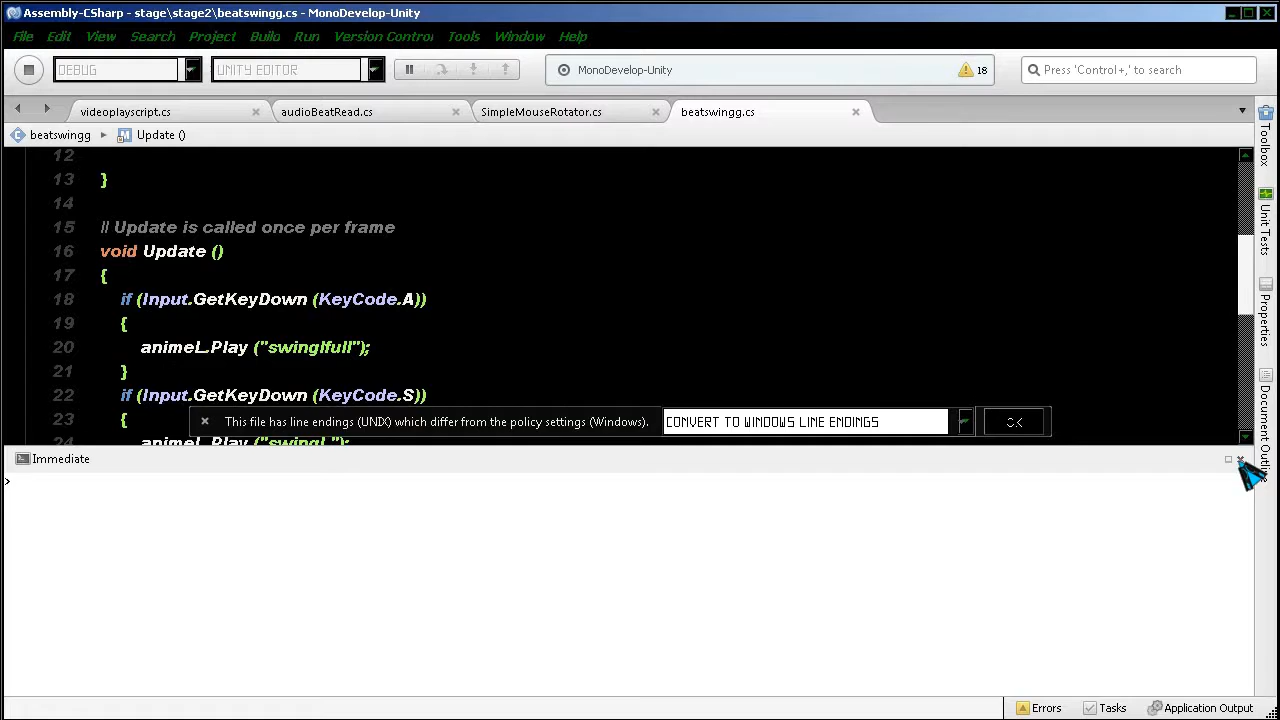 Assembly-CSharp - stage\stage2\beatswingg.cs - MonoDevelop-Unity
File Edit View Search Project Build Run Version Control Tools Window Help
DEBUG UNITY EDITOR MonoDevelop-Unity 18 Press 'Control+,' to search
videoplayscript.cs audioBeatRead.cs SimpleMouseRotator.cs beatswingg.cs
beatswingg Update ()
12
13 }
14
15 // Update is called once per frame
16 void Update ()
17 {
18 if (Input.GetKeyDown (KeyCode.A))
19 {
20 animeL.Play ("swinglfull");
21 }
22 if (Input.GetKeyDown (KeyCode.S))
23 {
This file has line endings (UNIX) which differ from the policy settings (Windows). CONVERT TO WINDOWS LINE ENDINGS OK
24
Toolbox
Unit Tests
Properties
Document Outline
Immediate
>
Errors Tasks Application Output